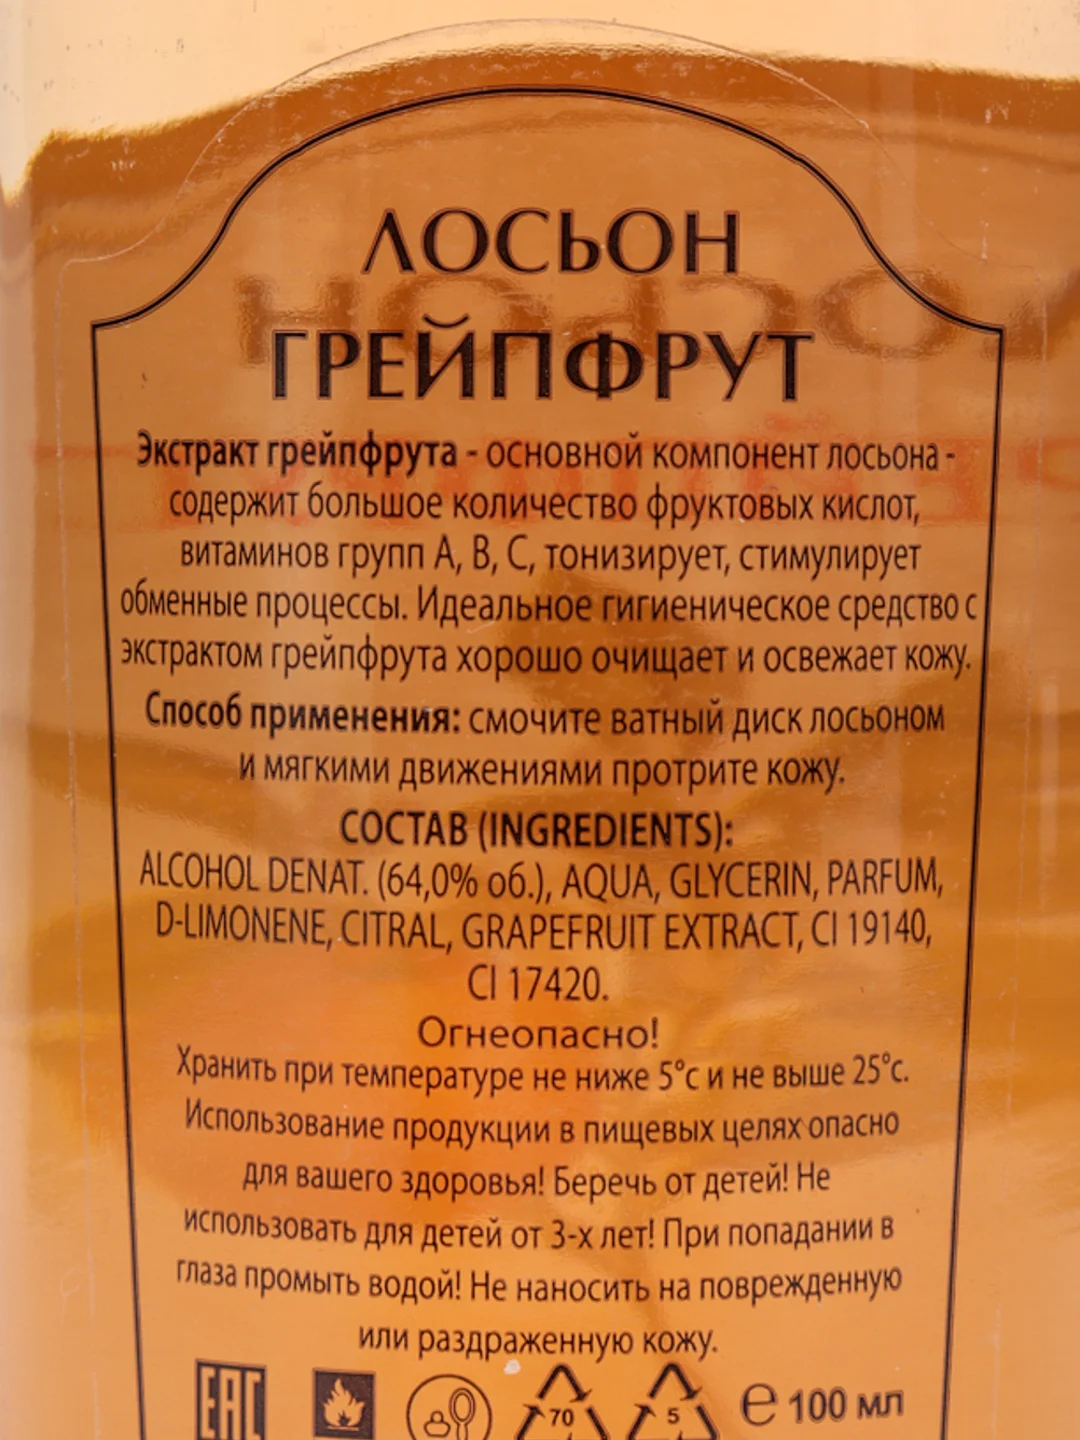 ЛОСЬОН
ГРЕЙПФРУТ
Экстракт грейпфрута - основной компонент лосьона -
содержит большое количество фруктовых кислот,
витаминов групп А, В, С, тонизирует, стимулирует
обменные процессы. Идеальное гигиеническое средство с
экстрактом грейпфрута хорошо очищает и освежает кожу.
Способ применения: смочите ватный диск лосьоном
и мягкими движениями протрите кожу.
СОСТАВ (INGREDIENTS):
ALCOHOL DENAT. (64,0% об.), AQUA, GLYCERIN, PARFUM,
D-LIMONENE, CITRAL, GRAPEFRUIT EXTRACT, CI 19140,
CI 17420.
Огнеопасно!
Хранить при температуре не ниже 5°с и не выше 25°с.
Использование продукции в пищевых целях опасно
для вашего здоровья! Беречь от детей! Не
использовать для детей от 3-х лет! При попадании в
глаза промыть водой! Не наносить на поврежденную
или раздраженную кожу.
EAC 70 5 ℮ 100 мл